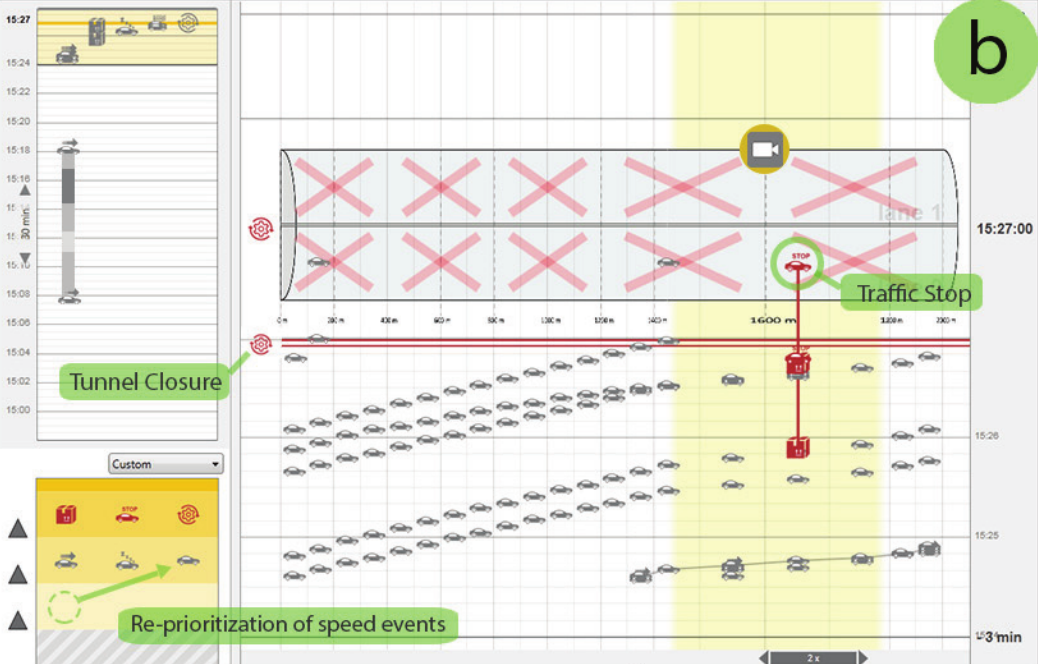 b
15:27
15:24
15:22
15:20
15:18
15:16
30 min
15:10
15:08
15:06
15:04
15:02
15:00
lane 1
15:27:00
STOP
Traffic Stop
0 m
200 m
400 m
600 m
800 m
1000 m
1200 m
1400 m
1600 m
1800 m
2000 m
Tunnel Closure
STOP
15:26
15:25
- 3 min
2 x
Custom
STOP
Re-prioritization of speed events